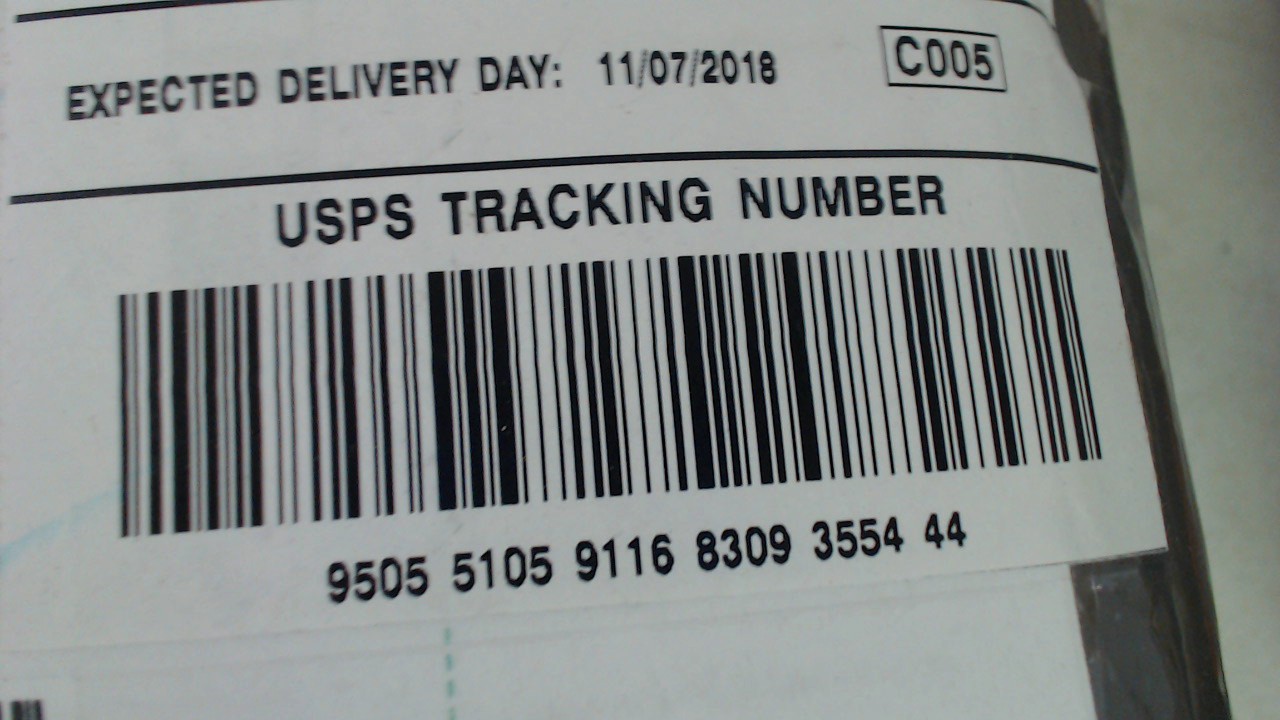 EXPECTED DELIVERY DAY: 11/07/2018 C005
USPS TRACKING NUMBER
9505 5105 9116 8309 3554 44